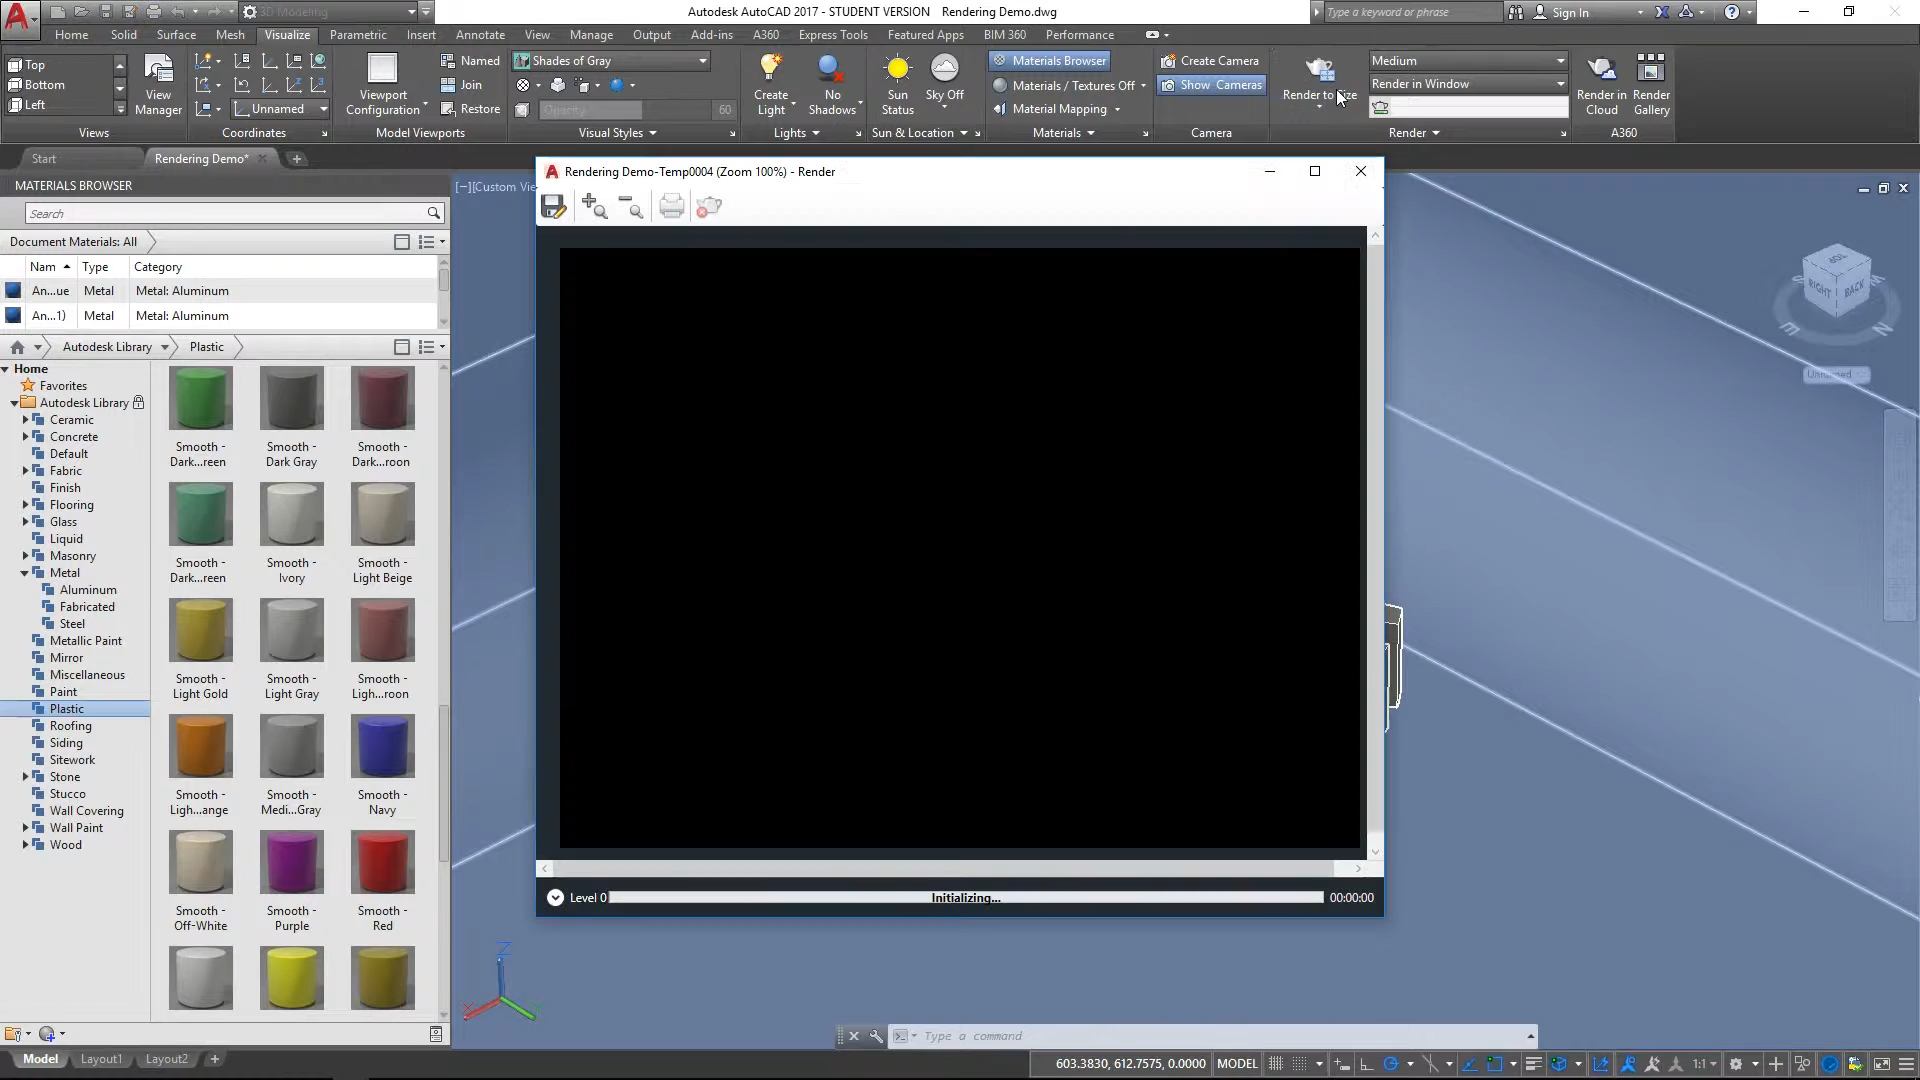 3D Modeling
Autodesk AutoCAD 2017 - STUDENT VERSION Rendering Demo.dwg
Type a keyword or phrase
Sign In
Home Solid Surface Mesh Visualize Parametric Insert Annotate View Manage Output Add-ins A360 Express Tools Featured Apps BIM 360 Performance
Top
Bottom
Left
View
Manager
Views
Unnamed
Coordinates
Viewport
Configuration
Named
Join
Restore
Model Viewports
Shades of Gray
Opacity 60
Visual Styles
Create
Light
No
Shadows
Lights
Sun
Status
Sky Off
Sun & Location
Materials Browser
Materials / Textures Off
Material Mapping
Materials
Create Camera
Show Cameras
Camera
Render to Size
Medium
Render in Window
Render
Render in
Cloud
Render
Gallery
A360
Start
Rendering Demo*
MATERIALS BROWSER
Search
Document Materials: All
Nam Type Category
An...ue Metal Metal: Aluminum
An...1) Metal Metal: Aluminum
Autodesk Library Plastic
Home
Favorites
Autodesk Library
Ceramic
Concrete
Default
Fabric
Finish
Flooring
Glass
Liquid
Masonry
Metal
Aluminum
Fabricated
Steel
Metallic Paint
Mirror
Miscellaneous
Paint
Plastic
Roofing
Siding
Sitework
Stone
Stucco
Wall Covering
Wall Paint
Wood
Smooth -
Dark...reen
Smooth -
Dark Gray
Smooth -
Dark...roon
Smooth -
Dark...reen
Smooth -
Ivory
Smooth -
Light Beige
Smooth -
Light Gold
Smooth -
Light Gray
Smooth -
Ligh...roon
Smooth -
Ligh...ange
Smooth -
Medi...Gray
Smooth -
Navy
Smooth -
Off-White
Smooth -
Purple
Smooth -
Red
[−][Custom Vie
Rendering Demo-Temp0004 (Zoom 100%) - Render
Level 0
Initializing...
00:00:00
TOP
RIGHT
BACK
S
E
N
Unnamed
Z
X
Type a command
Model Layout1 Layout2
603.3830, 612.7575, 0.0000 MODEL
1:1